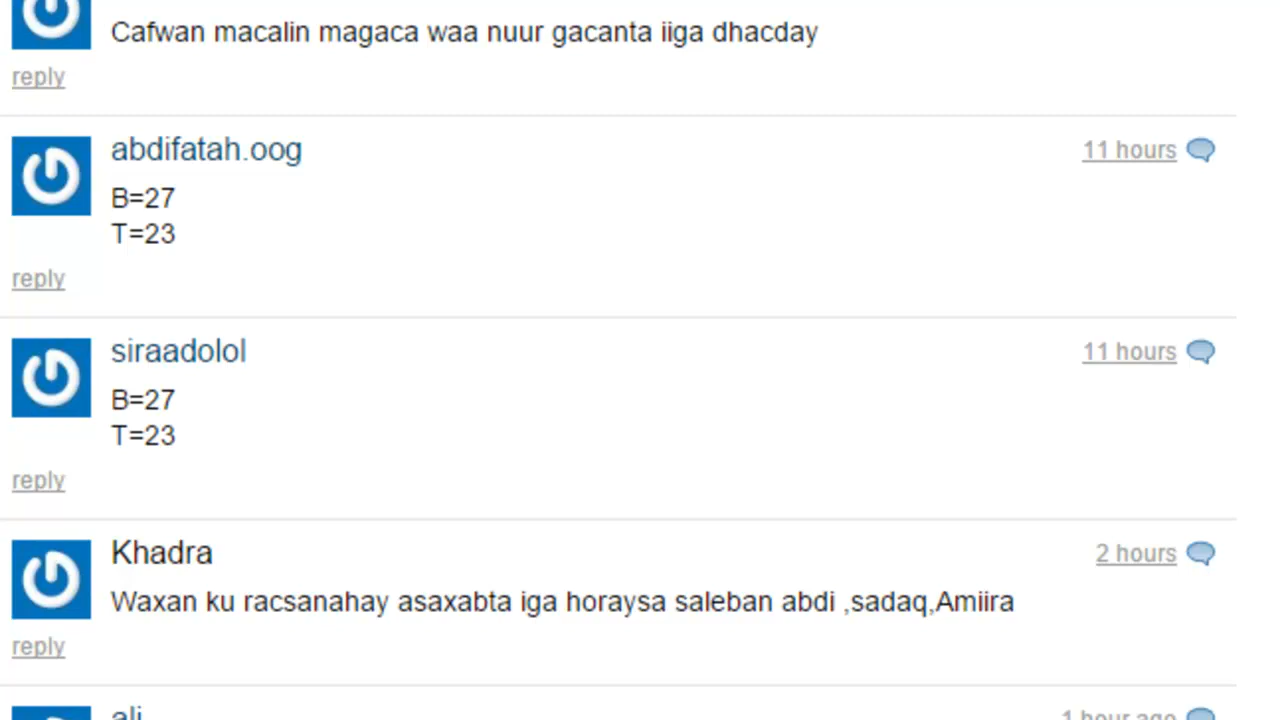 Cafwan macalin magaca waa nuur gacanta iiga dhacday
reply
abdifatah.oog
11 hours
B=27
T=23
reply
siraadolol
11 hours
B=27
T=23
reply
Khadra
2 hours
Waxan ku racsanahay asaxabta iga horaysa saleban abdi ,sadaq,Amiira
reply
ali
1 hour ago